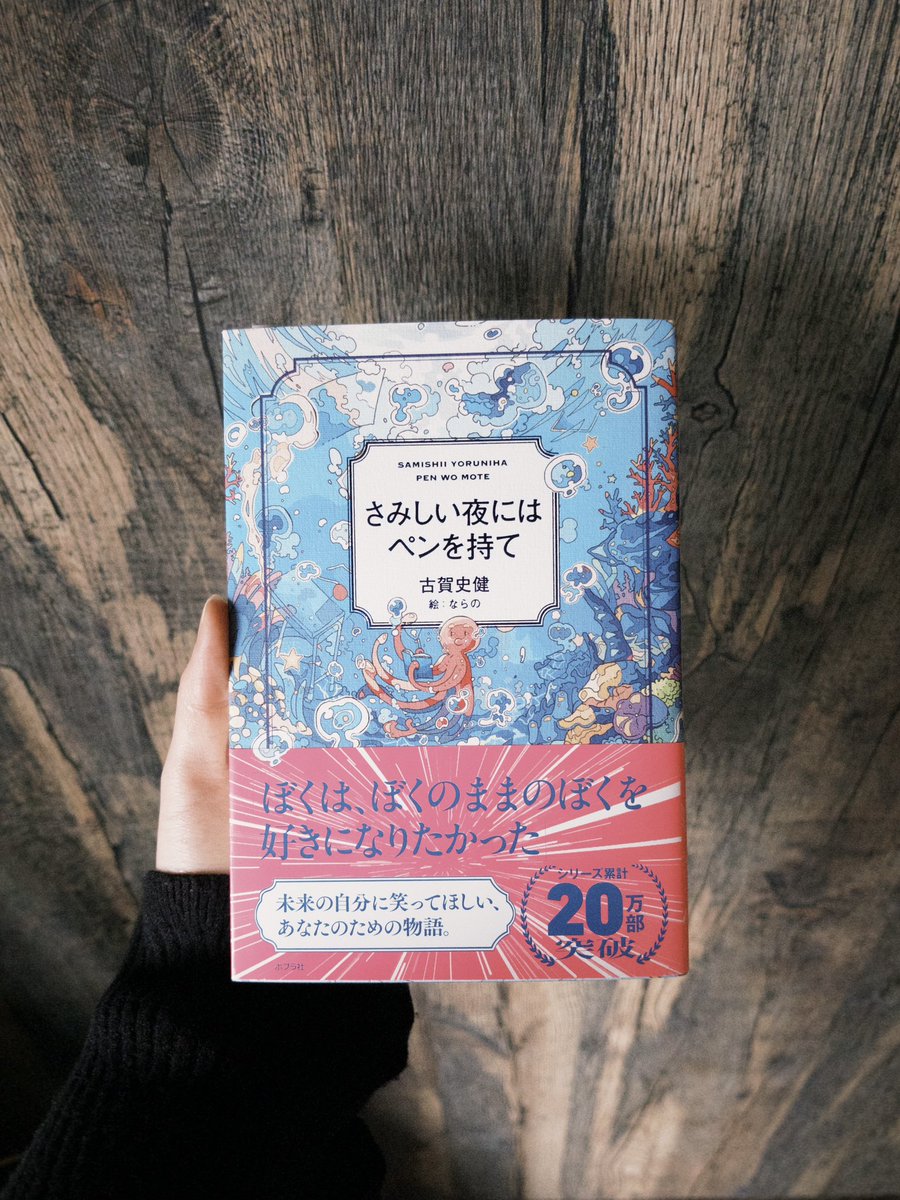 SAMISHII YORUNIHA
PEN WO MOTE
さみしい夜には
ペンを持て
古賀史健
絵:ならの
ぼくは、ぼくのままのぼくを
好きになりたかった
未来の自分に笑ってほしい、
あなたのための物語。
シリーズ累計
20万部
突破
ポプラ社